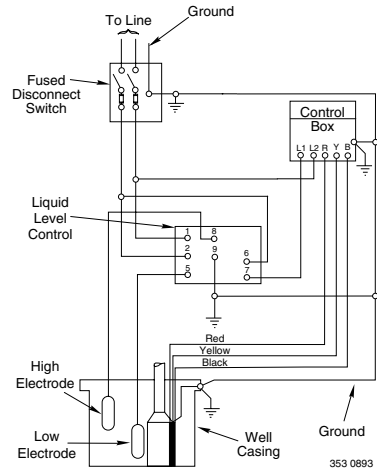 To Line
Ground
Fused
Disconnect
Switch
Control
Box
L1 L2 R Y B
Liquid
Level
Control
1
8
2
9
6
5
7
Red
Yellow
Black
High
Electrode
Low
Electrode
Well
Casing
Ground
353 0893